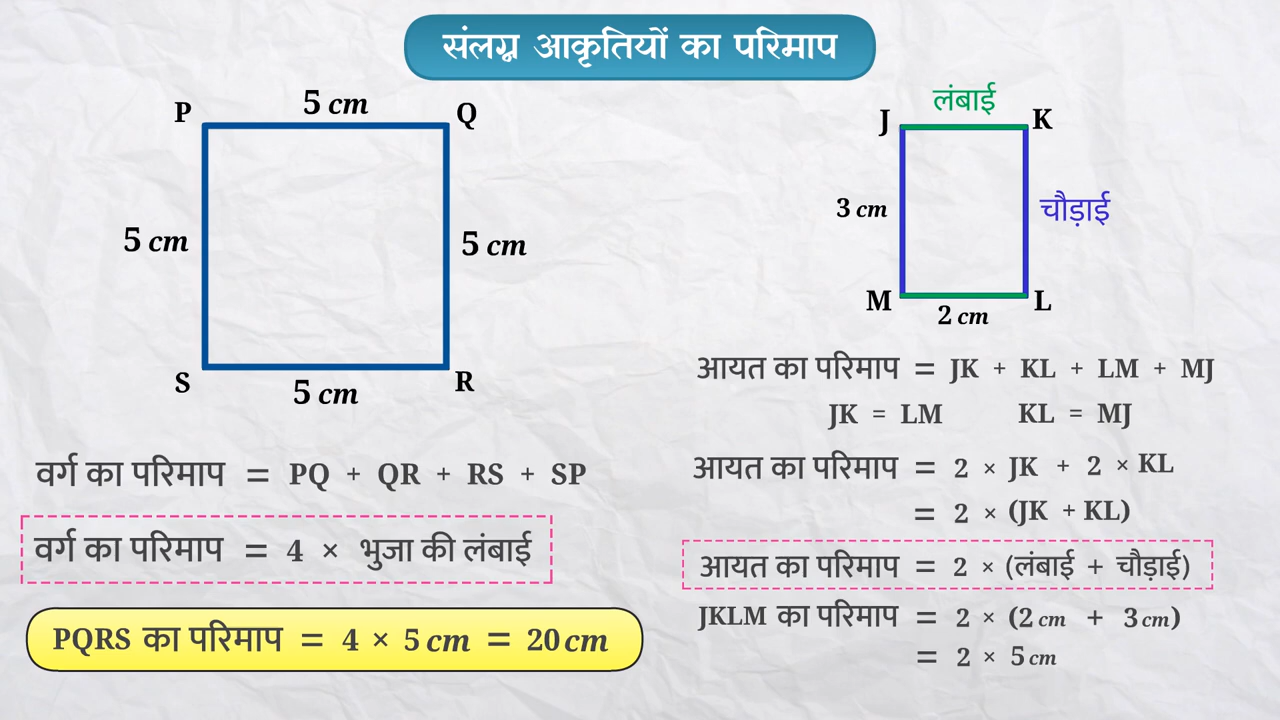 संलग्न आकृतियों का परिमाप
P 5 cm Q
5 cm 5 cm
S 5 cm R
वर्ग का परिमाप = PQ + QR + RS + SP
वर्ग का परिमाप = 4 × भुजा की लंबाई
PQRS का परिमाप = 4 × 5 cm = 20 cm
लंबाई
J K
3 cm चौड़ाई
M L
2 cm
आयत का परिमाप = JK + KL + LM + MJ
JK = LM KL = MJ
आयत का परिमाप = 2 × JK + 2 × KL
= 2 × (JK + KL)
आयत का परिमाप = 2 × (लंबाई + चौड़ाई)
JKLM का परिमाप = 2 × (2 cm + 3 cm)
= 2 × 5 cm